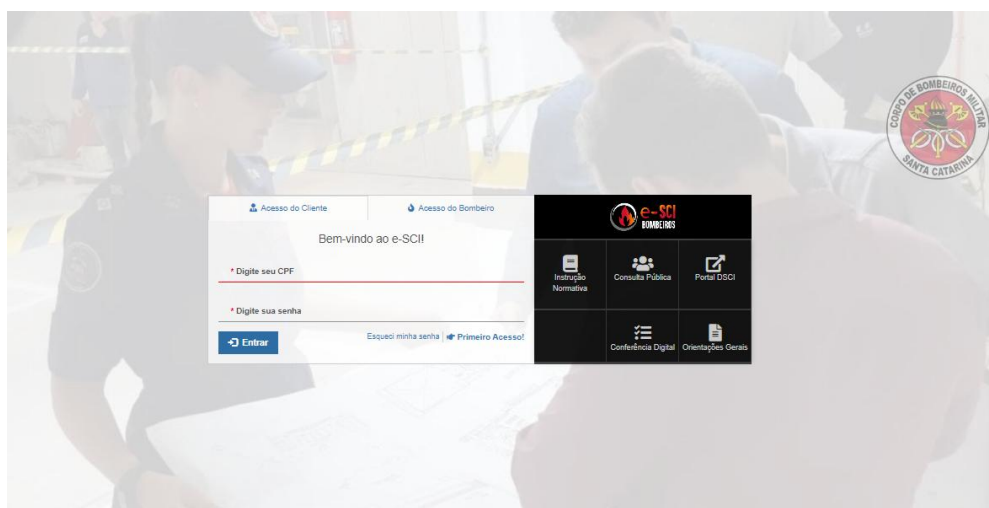 CORPO DE BOMBEIROS MILITAR
SANTA CATARINA
Acesso do Cliente
Acesso do Bombeiro
Bem-vindo ao e-SCI!
* Digite seu CPF
* Digite sua senha
Entrar
Esqueci minha senha | Primeiro Acesso!
e-SCI
BOMBEIROS
Instrução
Normativa
Consulta Pública
Portal DSCI
Conferência Digital
Orientações Gerais